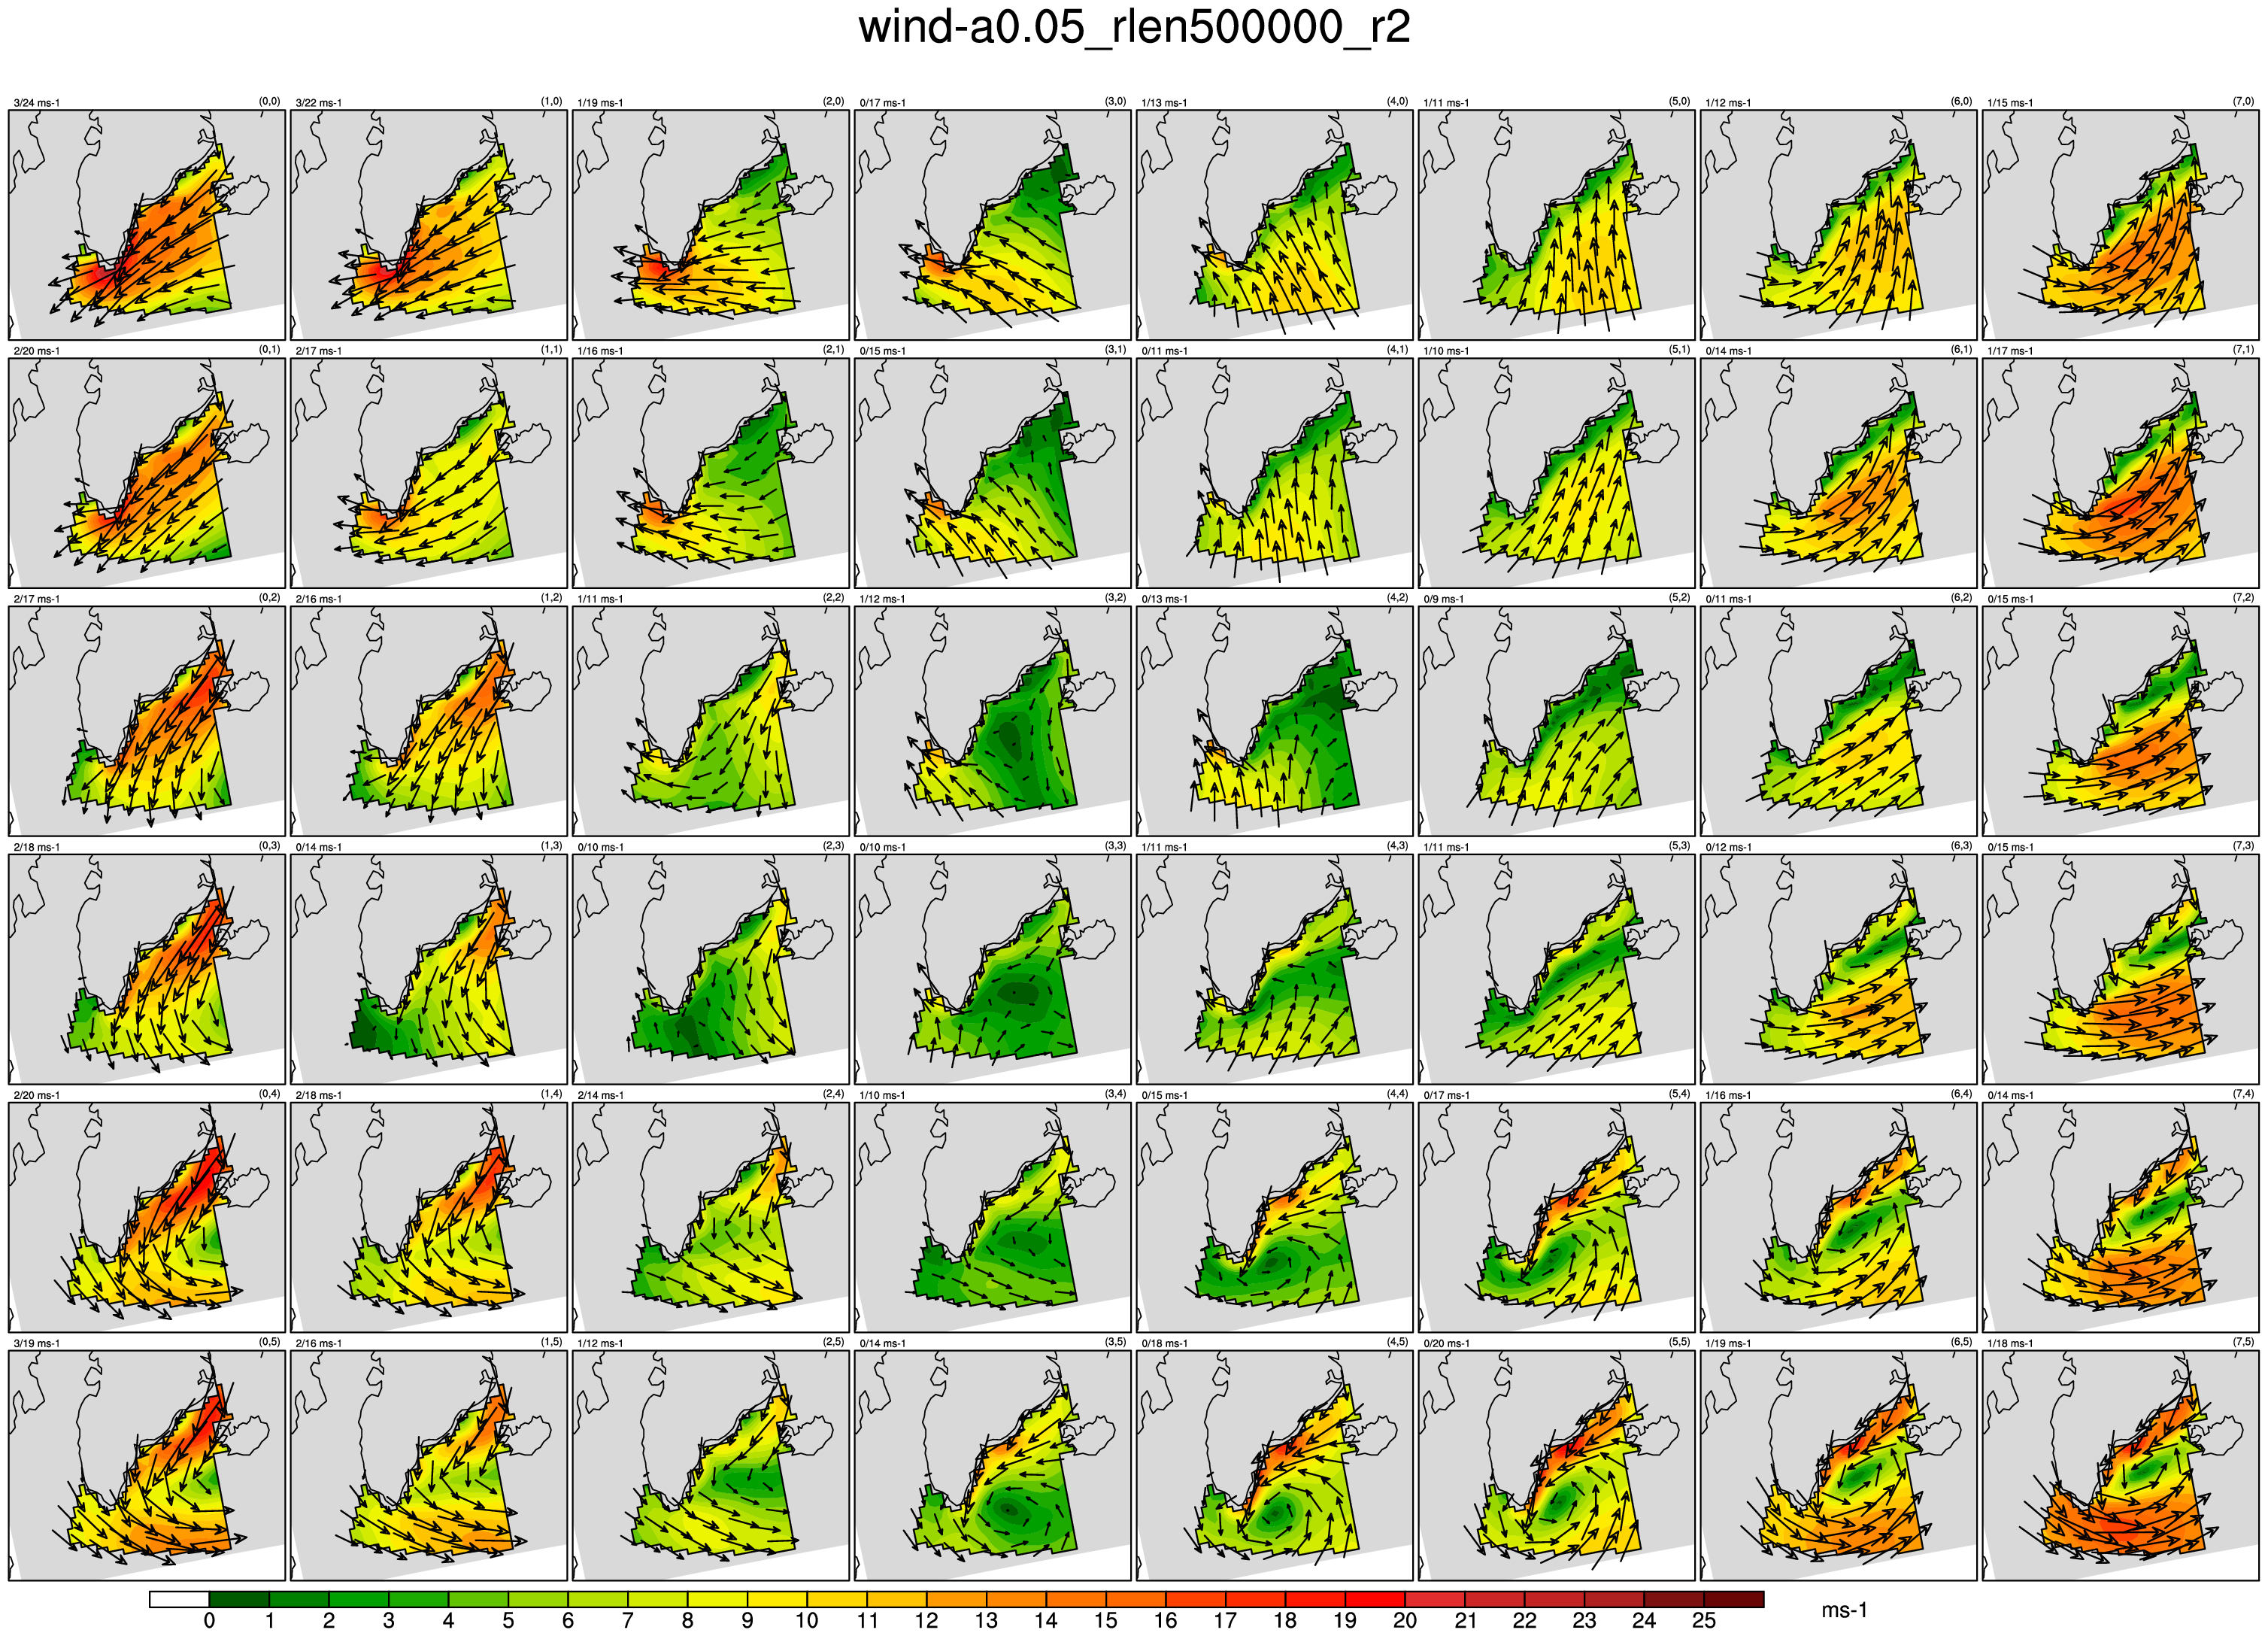 wind-a0.05_rlen500000_r2
3/24 ms-1 (0,0) 3/22 ms-1 (1,0) 1/19 ms-1 (2,0) 0/17 ms-1 (3,0) 1/13 ms-1 (4,0) 1/11 ms-1 (5,0) 1/12 ms-1 (6,0) 1/15 ms-1 (7,0)
2/20 ms-1 (0,1) 2/17 ms-1 (1,1) 1/16 ms-1 (2,1) 0/15 ms-1 (3,1) 0/11 ms-1 (4,1) 1/10 ms-1 (5,1) 0/14 ms-1 (6,1) 1/17 ms-1 (7,1)
2/17 ms-1 (0,2) 2/16 ms-1 (1,2) 1/11 ms-1 (2,2) 1/12 ms-1 (3,2) 0/13 ms-1 (4,2) 0/9 ms-1 (5,2) 0/11 ms-1 (6,2) 0/15 ms-1 (7,2)
2/18 ms-1 (0,3) 0/14 ms-1 (1,3) 0/10 ms-1 (2,3) 0/10 ms-1 (3,3) 1/11 ms-1 (4,3) 1/11 ms-1 (5,3) 0/12 ms-1 (6,3) 0/15 ms-1 (7,3)
2/20 ms-1 (0,4) 2/18 ms-1 (1,4) 2/14 ms-1 (2,4) 1/10 ms-1 (3,4) 0/15 ms-1 (4,4) 0/17 ms-1 (5,4) 1/16 ms-1 (6,4) 0/14 ms-1 (7,4)
3/19 ms-1 (0,5) 2/16 ms-1 (1,5) 1/12 ms-1 (2,5) 0/14 ms-1 (3,5) 0/18 ms-1 (4,5) 0/20 ms-1 (5,5) 1/19 ms-1 (6,5) 1/18 ms-1 (7,5)
0 1 2 3 4 5 6 7 8 9 10 11 12 13 14 15 16 17 18 19 20 21 22 23 24 25 ms-1